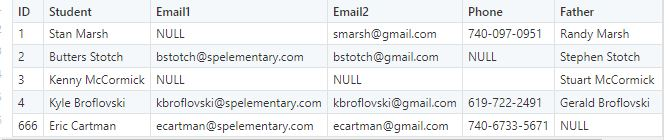 ID Student Email1 Email2 Phone Father
1 Stan Marsh NULL smarsh@gmail.com 740-097-0951 Randy Marsh
2 Butters Stotch bstotch@spelementary.com bstotch@gmail.com NULL Stephen Stotch
3 Kenny McCormick NULL NULL Stuart McCormick
4 Kyle Broflovski kbroflovski@spelementary.com kbroflovski@gmail.com 619-722-2491 Gerald Broflovski
666 Eric Cartman ecartman@spelementary.com ecartman@gmail.com 740-6733-5671 NULL